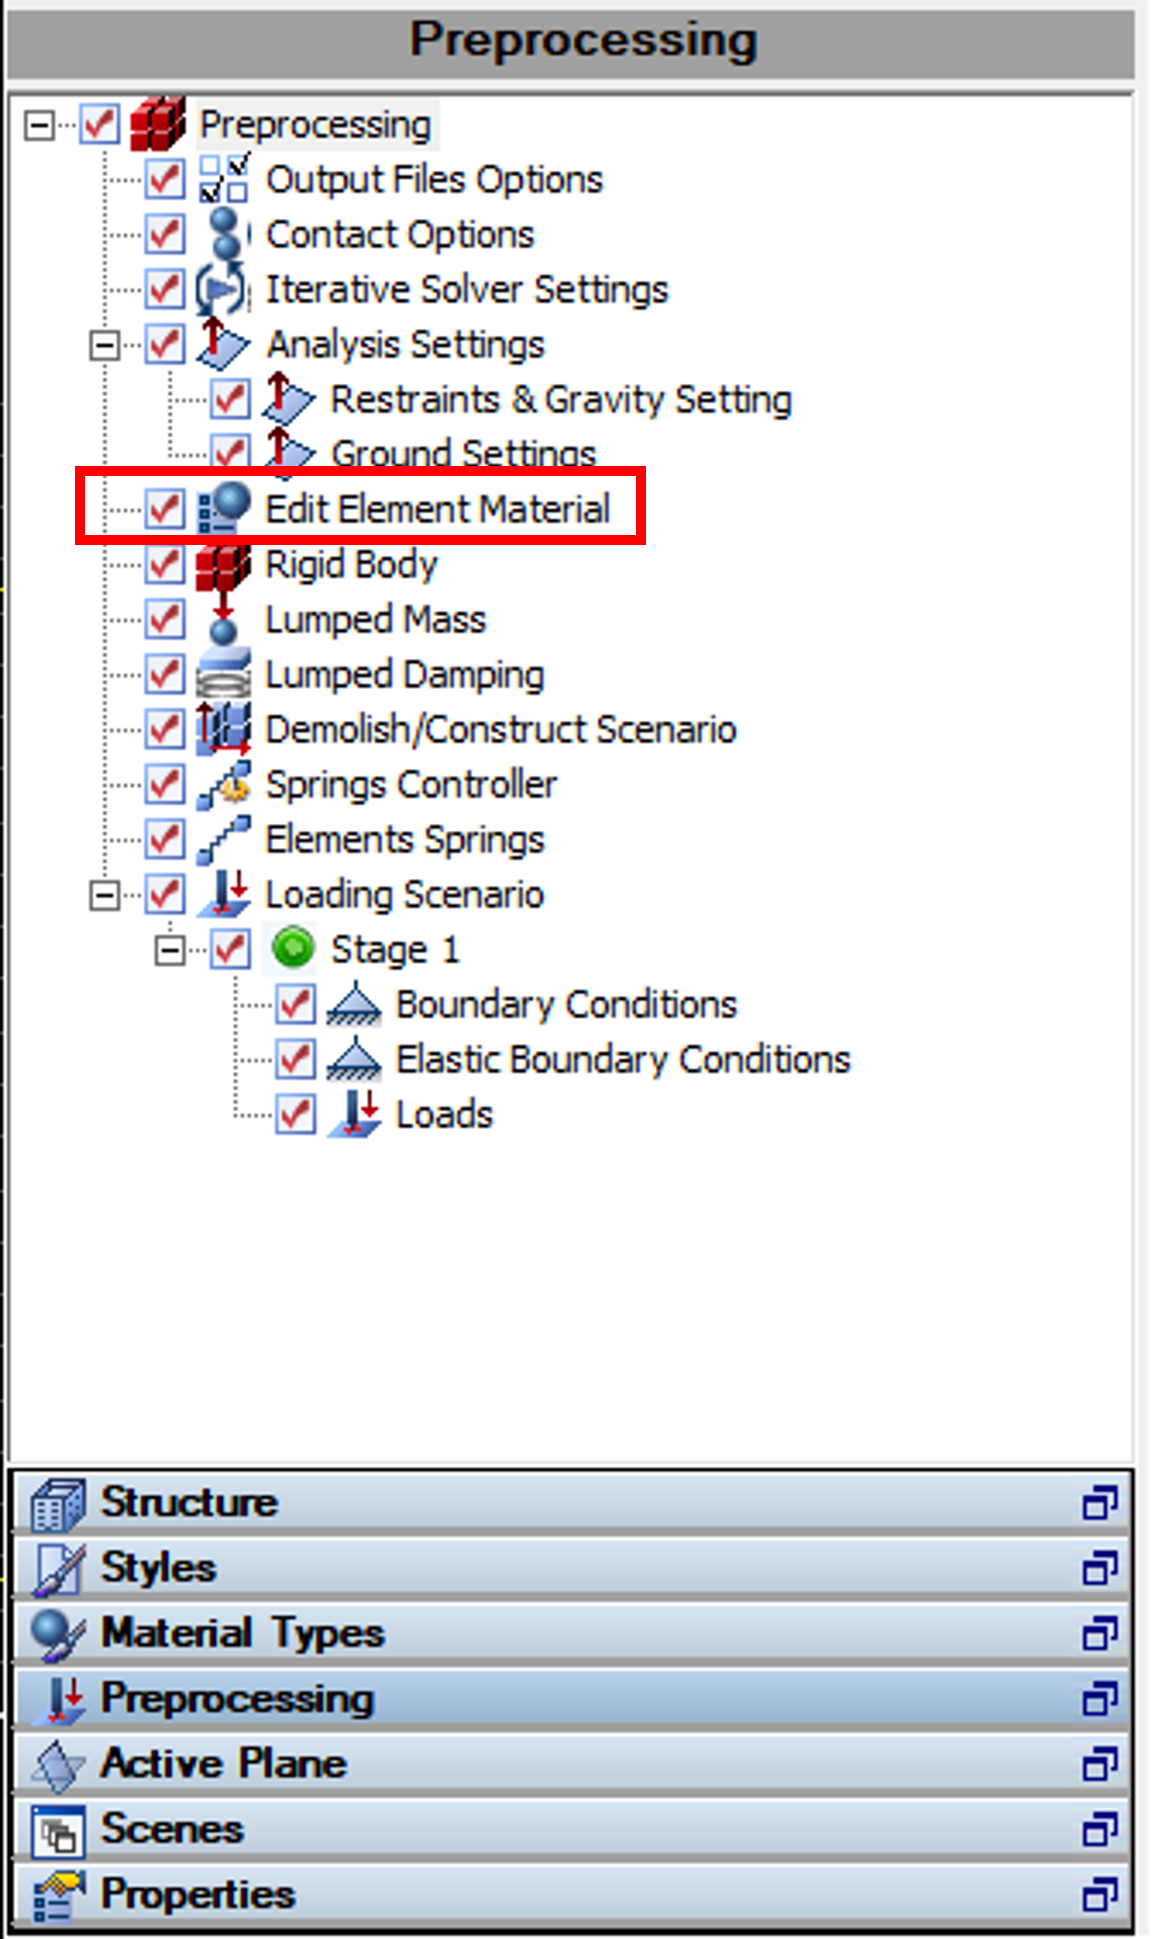 Preprocessing
Preprocessing
Output Files Options
Contact Options
Iterative Solver Settings
Analysis Settings
Restraints & Gravity Setting
Ground Settings
Edit Element Material
Rigid Body
Lumped Mass
Lumped Damping
Demolish/Construct Scenario
Springs Controller
Elements Springs
Loading Scenario
Stage 1
Boundary Conditions
Elastic Boundary Conditions
Loads
Structure
Styles
Material Types
Preprocessing
Active Plane
Scenes
Properties